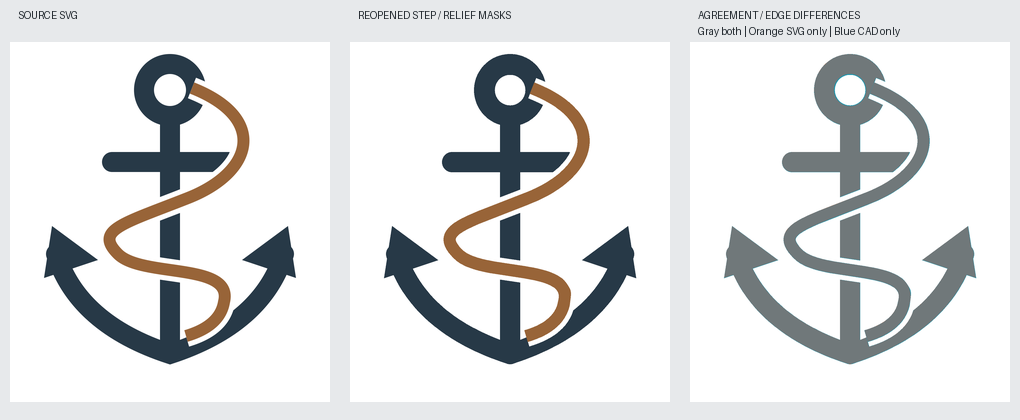 SOURCE SVG
REOPENED STEP / RELIEF MASKS
AGREEMENT / EDGE DIFFERENCES
Gray both | Orange SVG only | Blue CAD only